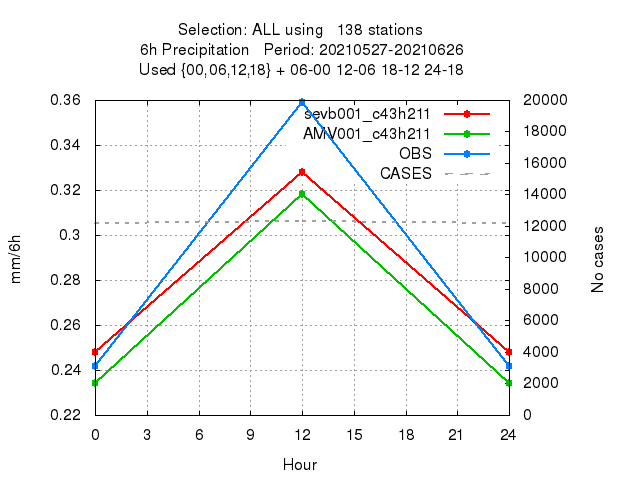 Selection: ALL using   138 stations
6h Precipitation   Period: 20210527-20210626
Used {00,06,12,18} + 06-00 12-06 18-12 24-18
sevb001_c43h211
AMV001_c43h211
OBS
CASES
0.36
0.34
0.32
0.3
0.28
0.26
0.24
0.22
mm/6h
20000
18000
16000
14000
12000
10000
8000
6000
4000
2000
0
No cases
0 3 6 9 12 15 18 21 24
Hour